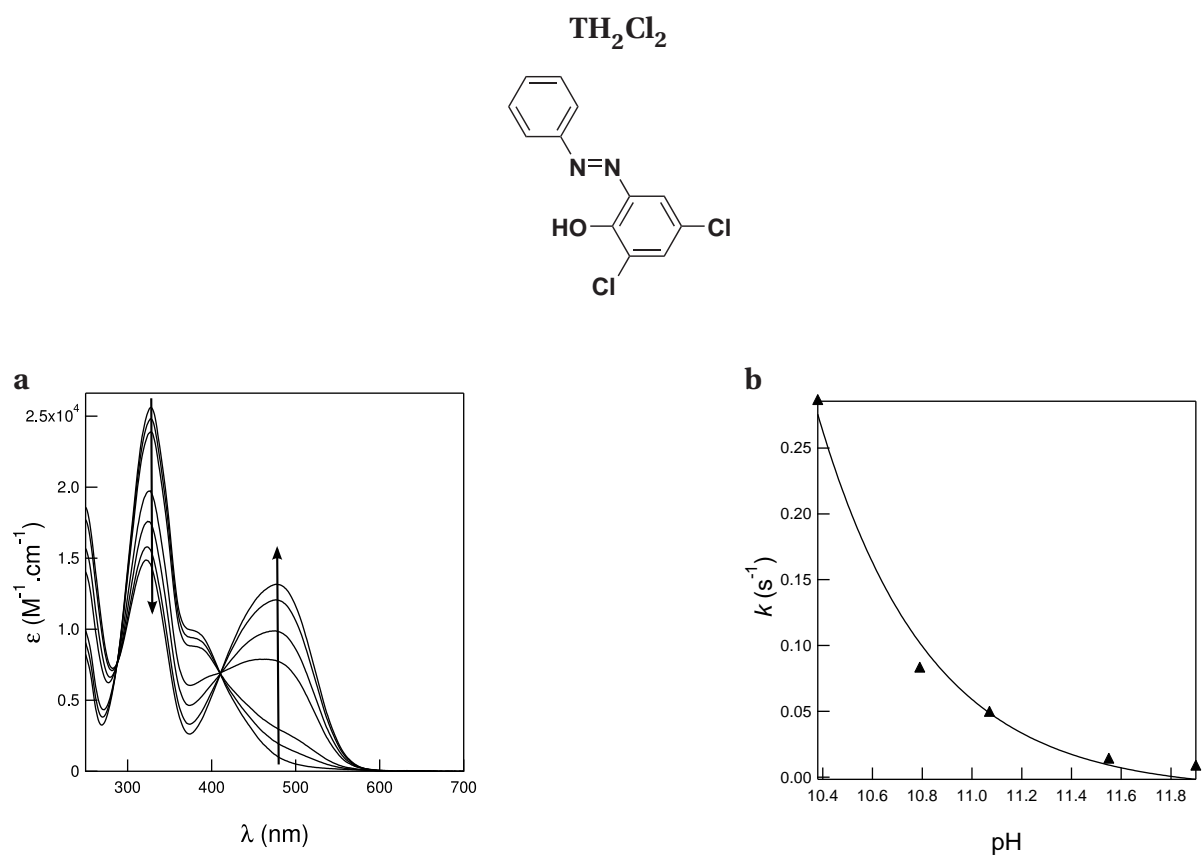 TH₂Cl₂
N=N
HO
Cl
Cl
a
b
ε (M⁻¹.cm⁻¹)
2.5x10⁴
2.0
1.5
1.0
0.5
0
300 400 500 600 700
λ (nm)
k (s⁻¹)
0.25
0.20
0.15
0.10
0.05
0.00
10.4 10.6 10.8 11.0 11.2 11.4 11.6 11.8
pH